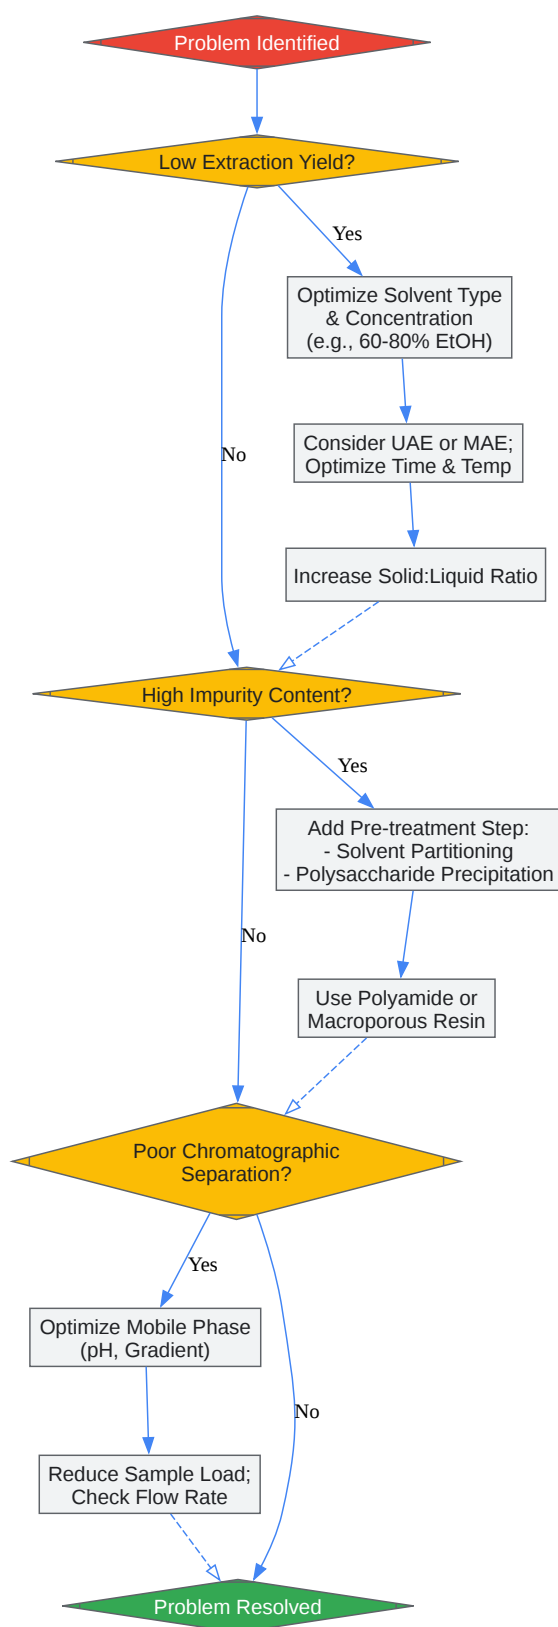 Problem Identified
Low Extraction Yield?
Yes
Optimize Solvent Type
& Concentration
(e.g., 60-80% EtOH)
No
Consider UAE or MAE;
Optimize Time & Temp
Increase Solid:Liquid Ratio
High Impurity Content?
Yes
Add Pre-treatment Step:
- Solvent Partitioning
- Polysaccharide Precipitation
No
Use Polyamide or
Macroporous Resin
Poor Chromatographic
Separation?
Yes
Optimize Mobile Phase
(pH, Gradient)
No
Reduce Sample Load;
Check Flow Rate
Problem Resolved